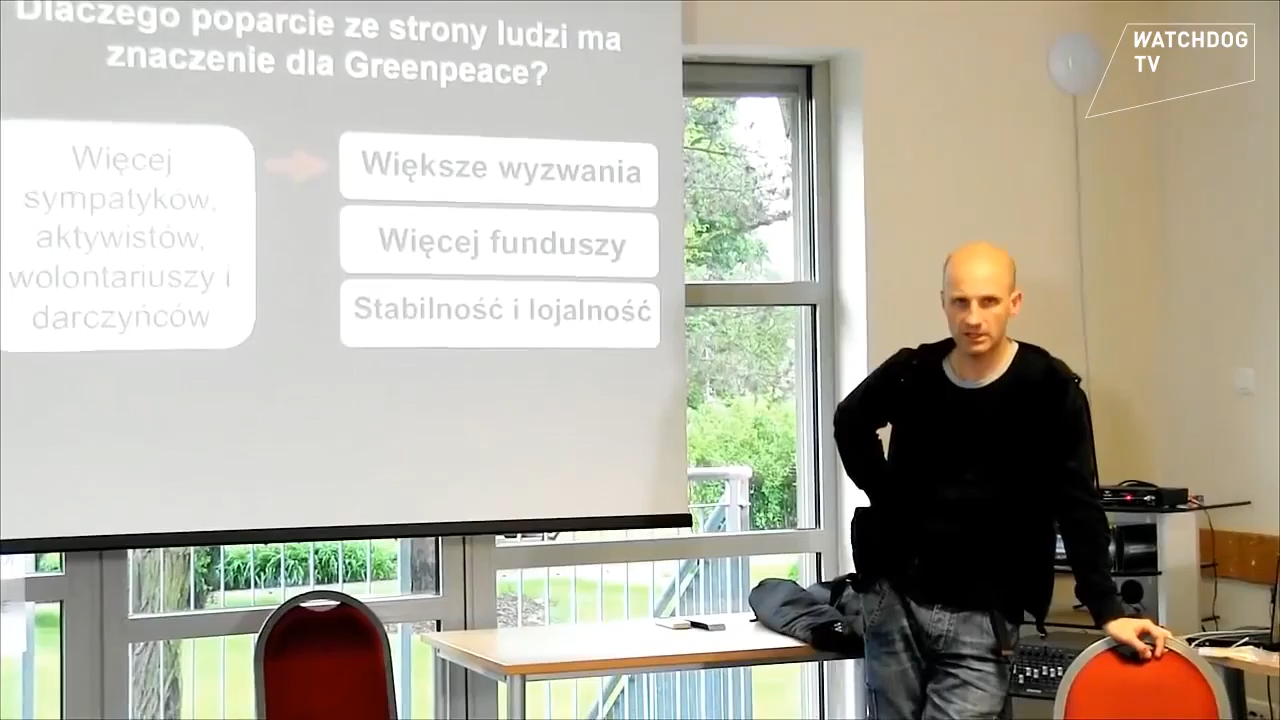 Dlaczego poparcie ze strony ludzi ma
znaczenie dla Greenpeace?
Więcej
sympatyków,
aktywistów,
wolontariuszy i
darczyńców
Większe wyzwania
Więcej funduszy
Stabilność i lojalność
WATCHDOG
TV